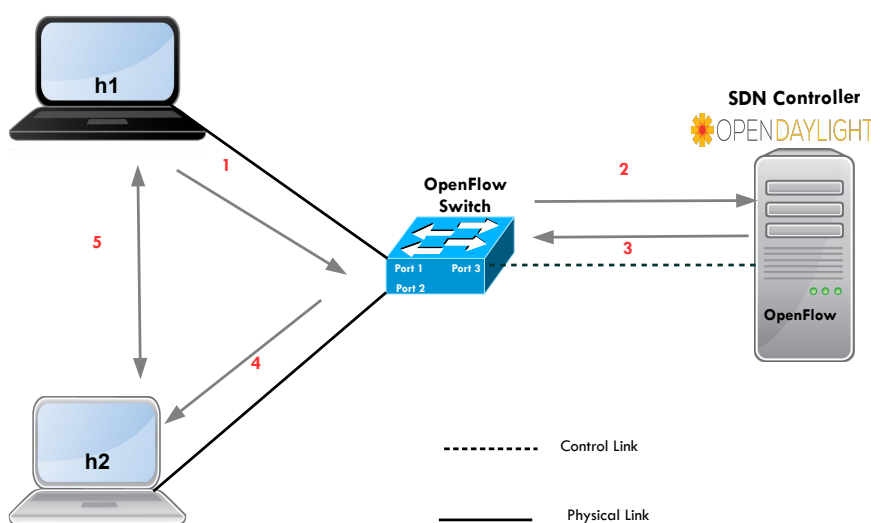 h1
SDN Controller
OPENDAYLIGHT
1
2
OpenFlow
Switch
5
3
Port 1 Port 3
Port 2
OpenFlow
4
h2
Control Link
Physical Link